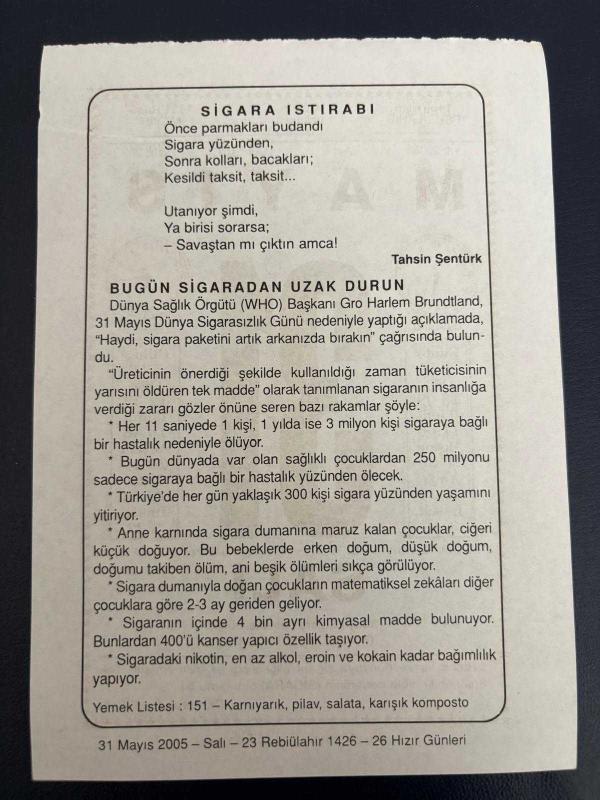 SİGARA ISTIRABI
Önce parmakları budandı
Sigara yüzünden,
Sonra kolları, bacakları;
Kesildi taksit, taksit...
Utanıyor şimdi,
Ya birisi sorarsa;
– Savaştan mı çıktın amca!
Tahsin Şentürk
BUGÜN SİGARADAN UZAK DURUN
Dünya Sağlık Örgütü (WHO) Başkanı Gro Harlem Brundtland,
31 Mayıs Dünya Sigarasızlık Günü nedeniyle yaptığı açıklamada,
“Haydi, sigara paketini artık arkanızda bırakın” çağrısında bulun-
du.
“Üreticinin önerdiği şekilde kullanıldığı zaman tüketicisinin
yarısını öldüren tek madde” olarak tanımlanan sigaranın insanlığa
verdiği zararı gözler önüne seren bazı rakamlar şöyle:
* Her 11 saniyede 1 kişi, 1 yılda ise 3 milyon kişi sigaraya bağlı
bir hastalık nedeniyle ölüyor.
* Bugün dünyada var olan sağlıklı çocuklardan 250 milyonu
sadece sigaraya bağlı bir hastalık yüzünden ölecek.
* Türkiye’de her gün yaklaşık 300 kişi sigara yüzünden yaşamını
yitiriyor.
* Anne karnında sigara dumanına maruz kalan çocuklar, ciğeri
küçük doğuyor. Bu bebeklerde erken doğum, düşük doğum,
doğumu takiben ölüm, ani beşik ölümleri sıkça görülüyor.
* Sigara dumanıyla doğan çocukların matematiksel zekâları diğer
çocuklara göre 2-3 ay geriden geliyor.
* Sigaranın içinde 4 bin ayrı kimyasal madde bulunuyor.
Bunlardan 400’ü kanser yapıcı özellik taşıyor.
* Sigaradaki nikotin, en az alkol, eroin ve kokain kadar bağımlılık
yapıyor.
Yemek Listesi : 151 – Karnıyarık, pilav, salata, karışık komposto
31 Mayıs 2005 – Salı – 23 Rebiülahır 1426 – 26 Hızır Günleri